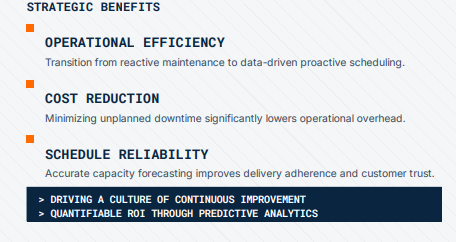 STRATEGIC BENEFITS
OPERATIONAL EFFICIENCY
Transition from reactive maintenance to data-driven proactive scheduling.
COST REDUCTION
Minimizing unplanned downtime significantly lowers operational overhead.
SCHEDULE RELIABILITY
Accurate capacity forecasting improves delivery adherence and customer trust.
> DRIVING A CULTURE OF CONTINUOUS IMPROVEMENT
> QUANTIFIABLE ROI THROUGH PREDICTIVE ANALYTICS